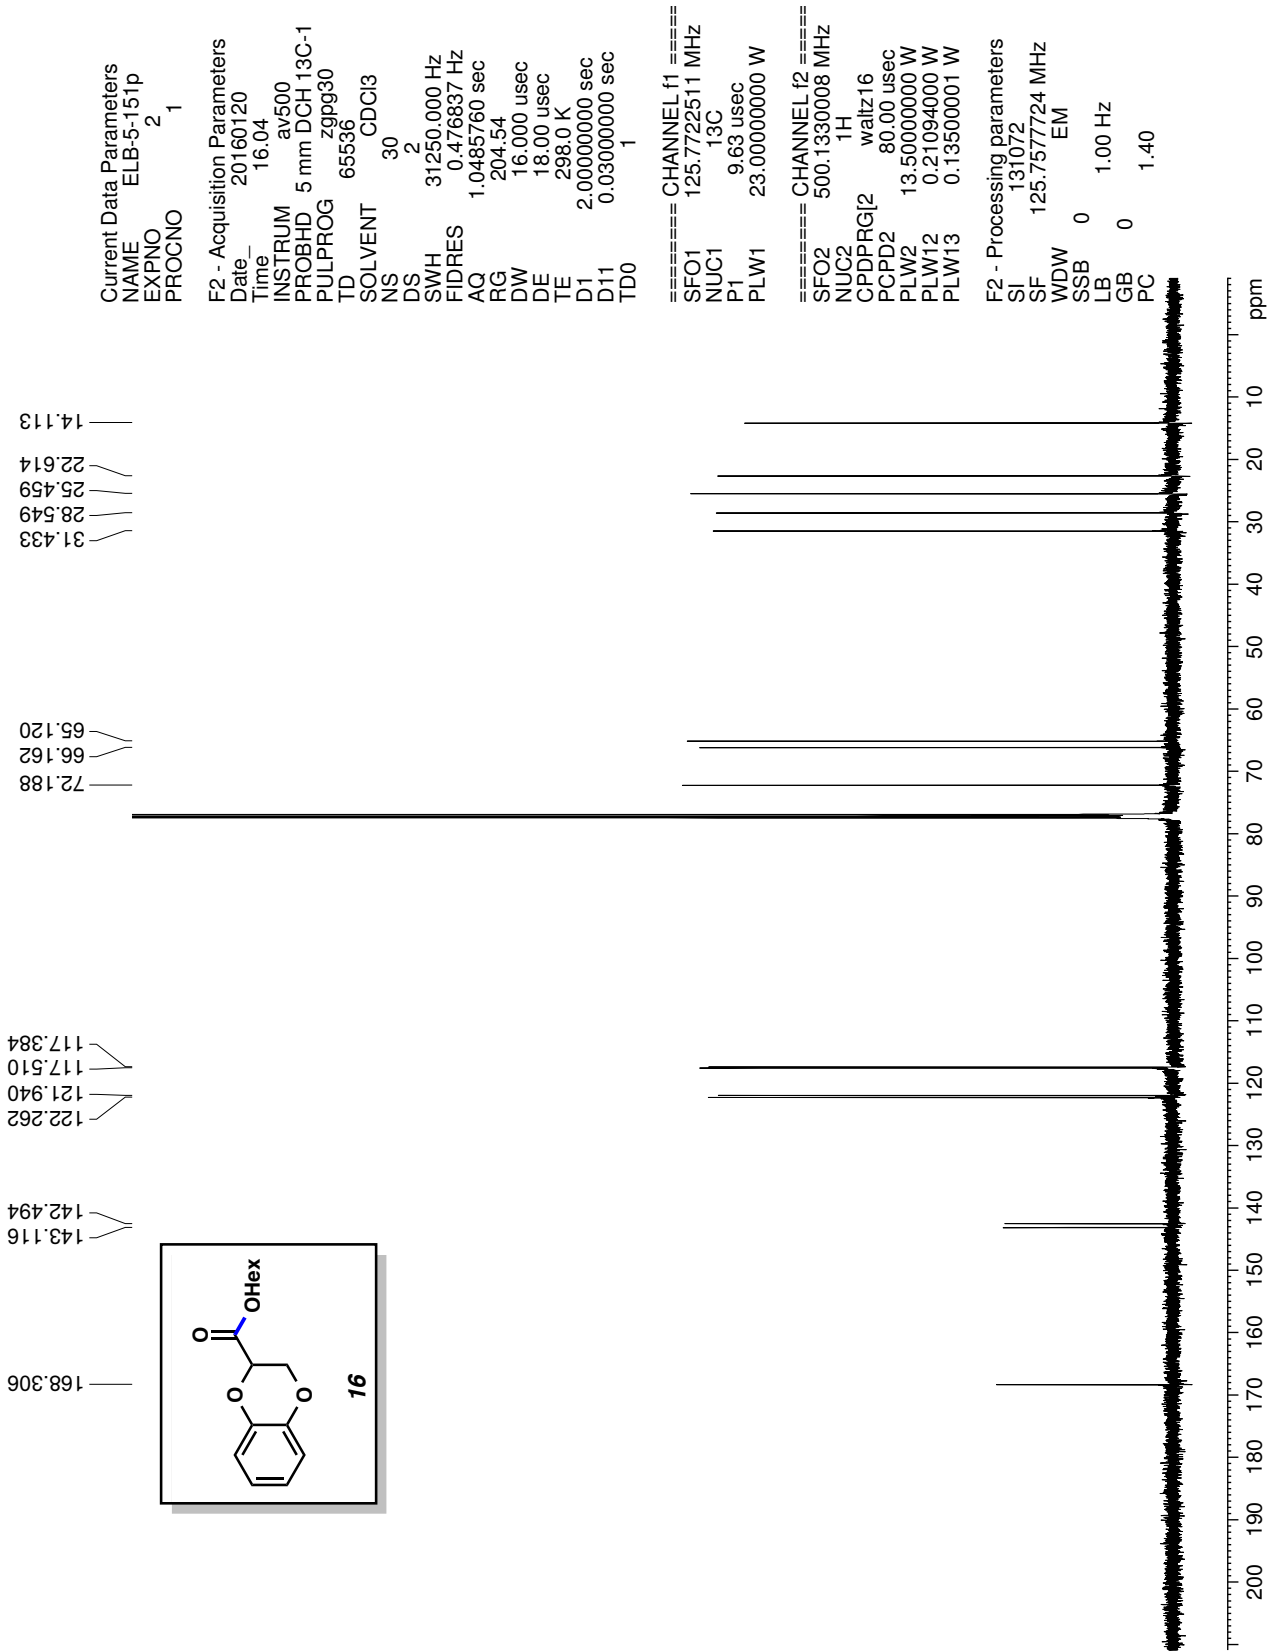 Current Data Parameters
NAME ELB-5-151p
EXPNO 2
PROCNO 1
F2 - Acquisition Parameters
Date_ 20160120
Time 16.04
INSTRUM av500
PROBHD 5 mm DCH 13C-1
PULPROG zgpg30
TD 65536
SOLVENT CDCl3
NS 30
DS 2
SWH 31250.000 Hz
FIDRES 0.476837 Hz
AQ 1.0485760 sec
RG 204.54
DW 16.000 usec
DE 18.00 usec
TE 298.0 K
D1 2.00000000 sec
D11 0.03000000 sec
TD0 1
======== CHANNEL f1 ========
SFO1 125.7722511 MHz
NUC1 13C
P1 9.63 usec
PLW1 23.00000000 W
======== CHANNEL f2 ========
SFO2 500.1330008 MHz
NUC2 1H
CPDPRG[2 waltz16
PCPD2 80.00 usec
PLW2 13.50000000 W
PLW12 0.21094000 W
PLW13 0.13500001 W
F2 - Processing parameters
SI 131072
SF 125.7577724 MHz
WDW EM
SSB 0
LB 1.00 Hz
GB 0
PC 1.40
168.306
143.116
142.494
122.262
121.940
117.510
117.384
72.188
66.162
65.120
31.433
28.549
25.459
22.614
14.113
O
O
OHex
O
16
200 190 180 170 160 150 140 130 120 110 100 90 80 70 60 50 40 30 20 10 ppm